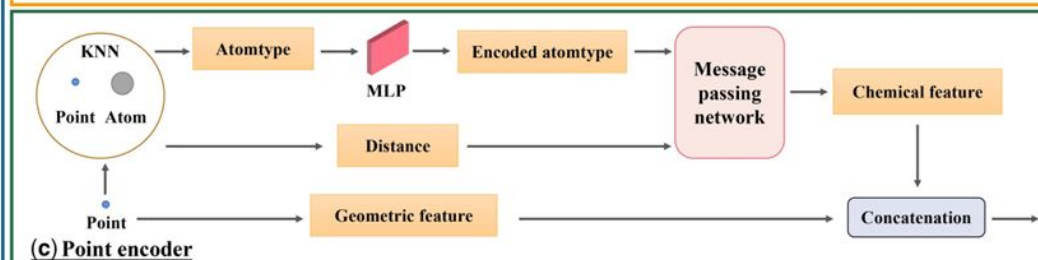 KNN
Point Atom
Atomtype
MLP
Encoded atomtype
Message
passing
network
Chemical feature
Distance
Point
Geometric feature
Concatenation
(c) Point encoder